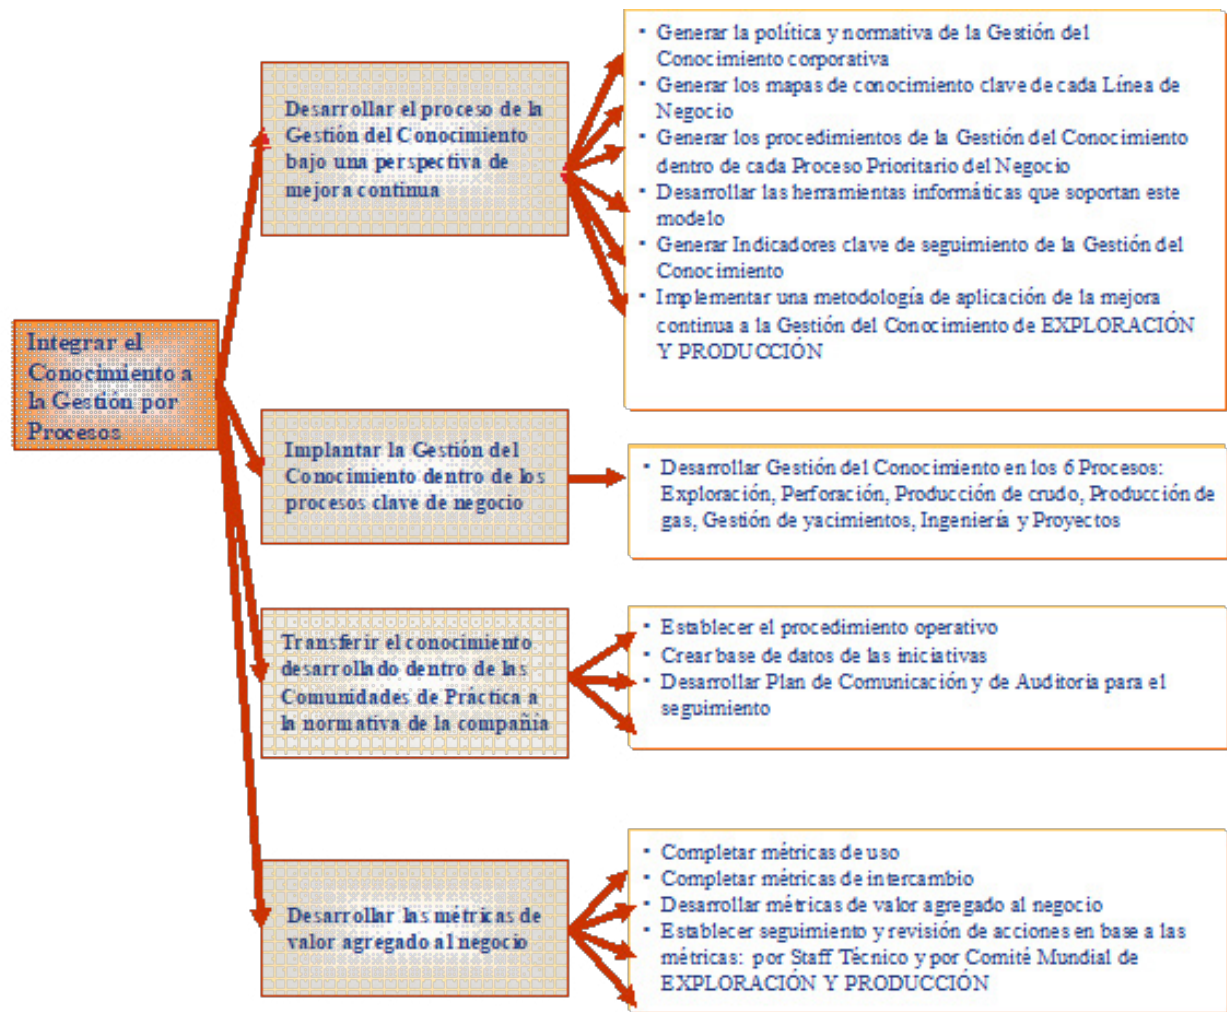 Integrar el
Conocimiento a
la Gestión por
Procesos
Desarrollar el proceso de la
Gestión del Conocimiento
bajo una perspectiva de
mejora continua
• Generar la política y normativa de la Gestión del
Conocimiento corporativa
• Generar los mapas de conocimiento clave de cada Línea de
Negocio
• Generar los procedimientos de la Gestión del Conocimiento
dentro de cada Proceso Prioritario del Negocio
• Desarrollar las herramientas informáticas que soportan este
modelo
• Generar Indicadores clave de seguimiento de la Gestión del
Conocimiento
• Implementar una metodología de aplicación de la mejora
continua a la Gestión del Conocimiento de EXPLORACIÓN
Y PRODUCCIÓN
Implantar la Gestión del
Conocimiento dentro de los
procesos clave de negocio
• Desarrollar Gestión del Conocimiento en los 6 Procesos:
Exploración, Perforación, Producción de crudo, Producción de
gas, Gestión de yacimientos, Ingeniería y Proyectos
Transferir el conocimiento
desarrollado dentro de las
Comunidades de Práctica a
la normativa de la compañía
• Establecer el procedimiento operativo
• Crear base de datos de las iniciativas
• Desarrollar Plan de Comunicación y de Auditoria para el
seguimiento
Desarrollar las métricas de
valor agregado al negocio
• Completar métricas de uso
• Completar métricas de intercambio
• Desarrollar métricas de valor agregado al negocio
• Establecer seguimiento y revisión de acciones en base a las
métricas: por Staff Técnico y por Comité Mundial de
EXPLORACIÓN Y PRODUCCIÓN